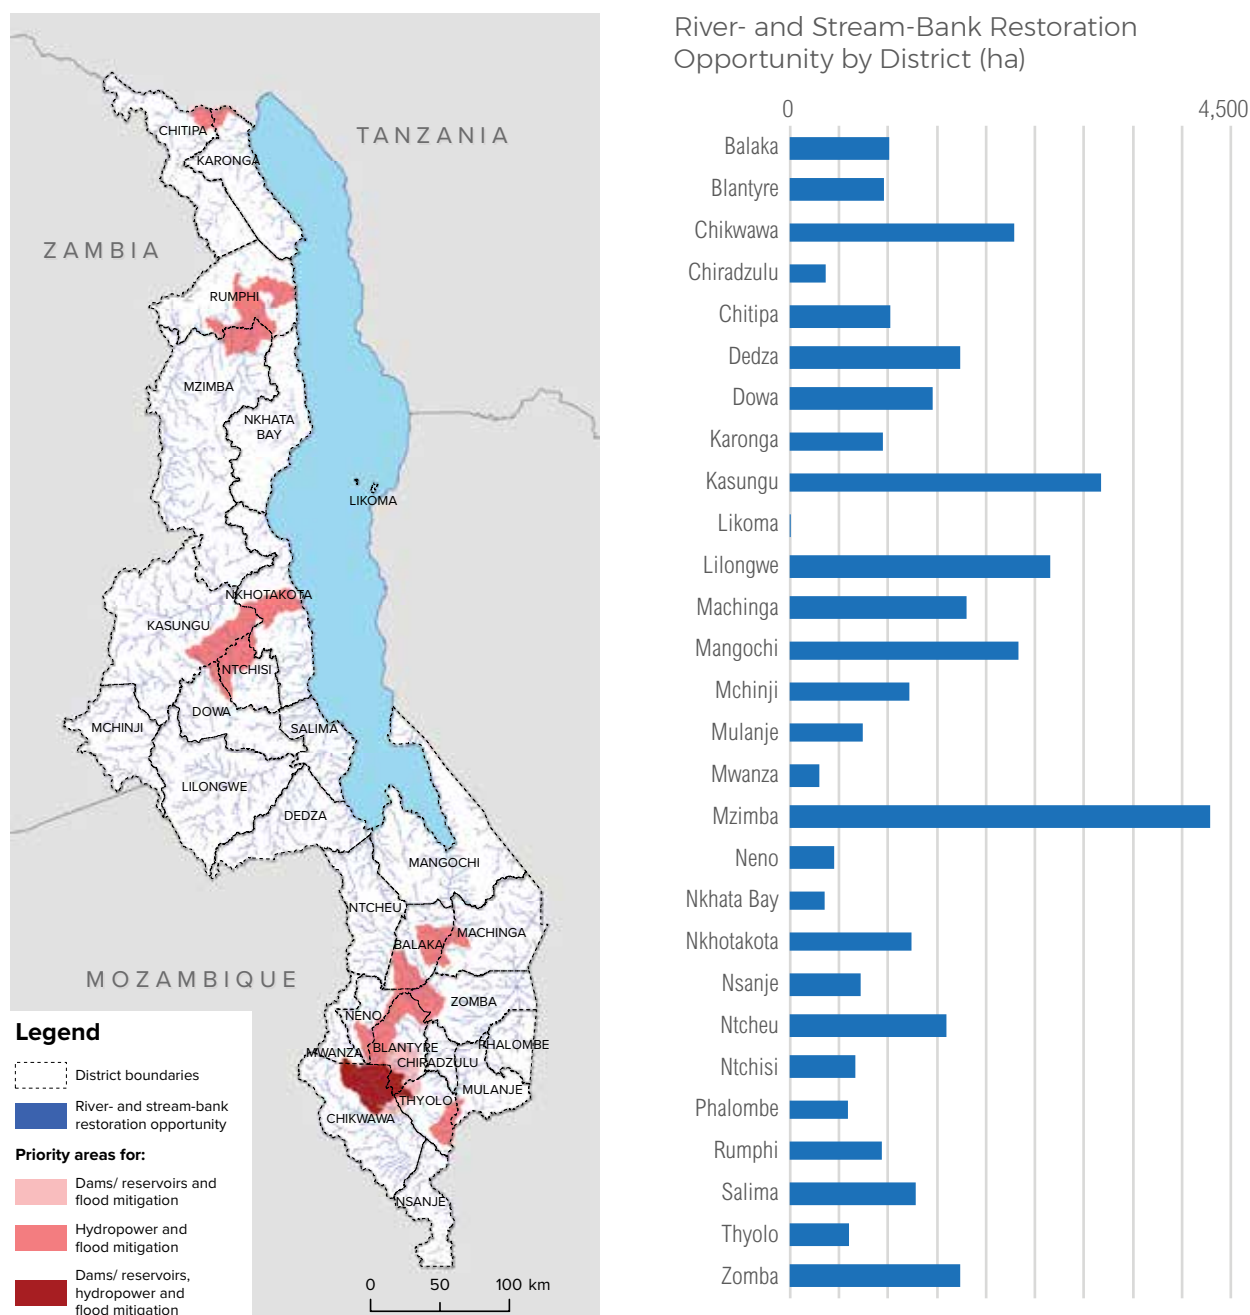 TANZANIA
ZAMBIA
MOZAMBIQUE
CHITIPA
KARONGA
RUMPHI
MZIMBA
NKHATA
BAY
LIKOMA
NKHOTAKOTA
KASUNGU
NTCHISI
DOWA
MCHINJI
SALIMA
LILONGWE
DEDZA
MANGOCHI
NTCHEU
BALAKA
MACHINGA
ZOMBA
NENO
MWANZA
BLANTYRE
PHALOMBE
CHIRADZULU
MULANJE
THYOLO
CHIKWAWA
NSANJE
Legend
District boundaries
River- and stream-bank
restoration opportunity
Priority areas for:
Dams/ reservoirs and
flood mitigation
Hydropower and
flood mitigation
Dams/ reservoirs,
hydropower and
flood mitigation
0 50 100 km
River- and Stream-Bank Restoration
Opportunity by District (ha)
0 4,500
Balaka
Blantyre
Chikwawa
Chiradzulu
Chitipa
Dedza
Dowa
Karonga
Kasungu
Likoma
Lilongwe
Machinga
Mangochi
Mchinji
Mulanje
Mwanza
Mzimba
Neno
Nkhata Bay
Nkhotakota
Nsanje
Ntcheu
Ntchisi
Phalombe
Rumphi
Salima
Thyolo
Zomba